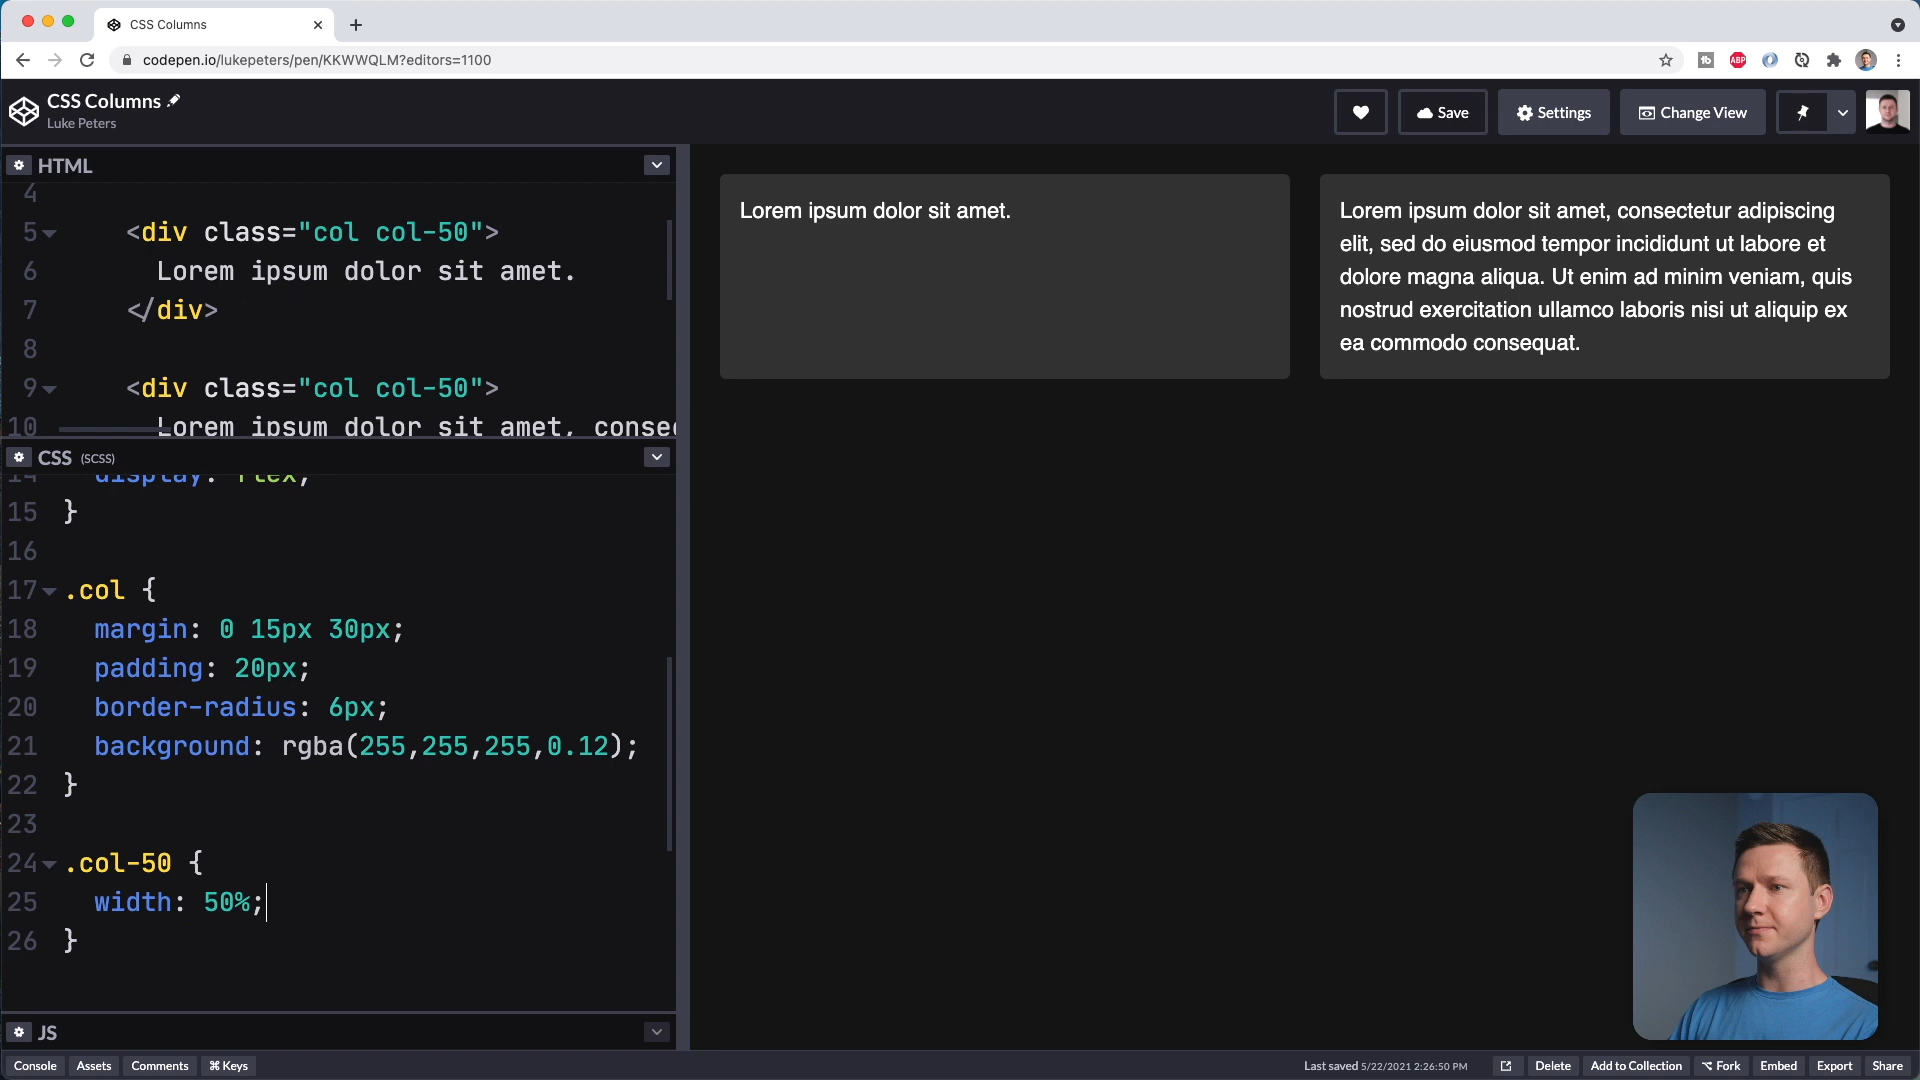 CSS Columns
codepen.io/lukepeters/pen/KKWWQLM?editors=1100
ABP
CSS Columns
Luke Peters
Save
Settings
Change View
HTML
4
5 <div class="col col-50">
6 Lorem ipsum dolor sit amet.
7 </div>
8
9 <div class="col col-50">
10 Lorem ipsum dolor sit amet, consec
CSS (SCSS)
14 display: flex;
15 }
16
17 .col {
18 margin: 0 15px 30px;
19 padding: 20px;
20 border-radius: 6px;
21 background: rgba(255,255,255,0.12);
22 }
23
24 .col-50 {
25 width: 50%;
26 }
JS
Lorem ipsum dolor sit amet.
Lorem ipsum dolor sit amet, consectetur adipiscing
elit, sed do eiusmod tempor incididunt ut labore et
dolore magna aliqua. Ut enim ad minim veniam, quis
nostrud exercitation ullamco laboris nisi ut aliquip ex
ea commodo consequat.
Console Assets Comments ⌘ Keys
Last saved 5/22/2021 2:26:50 PM Delete Add to Collection ⌥ Fork Embed Export Share